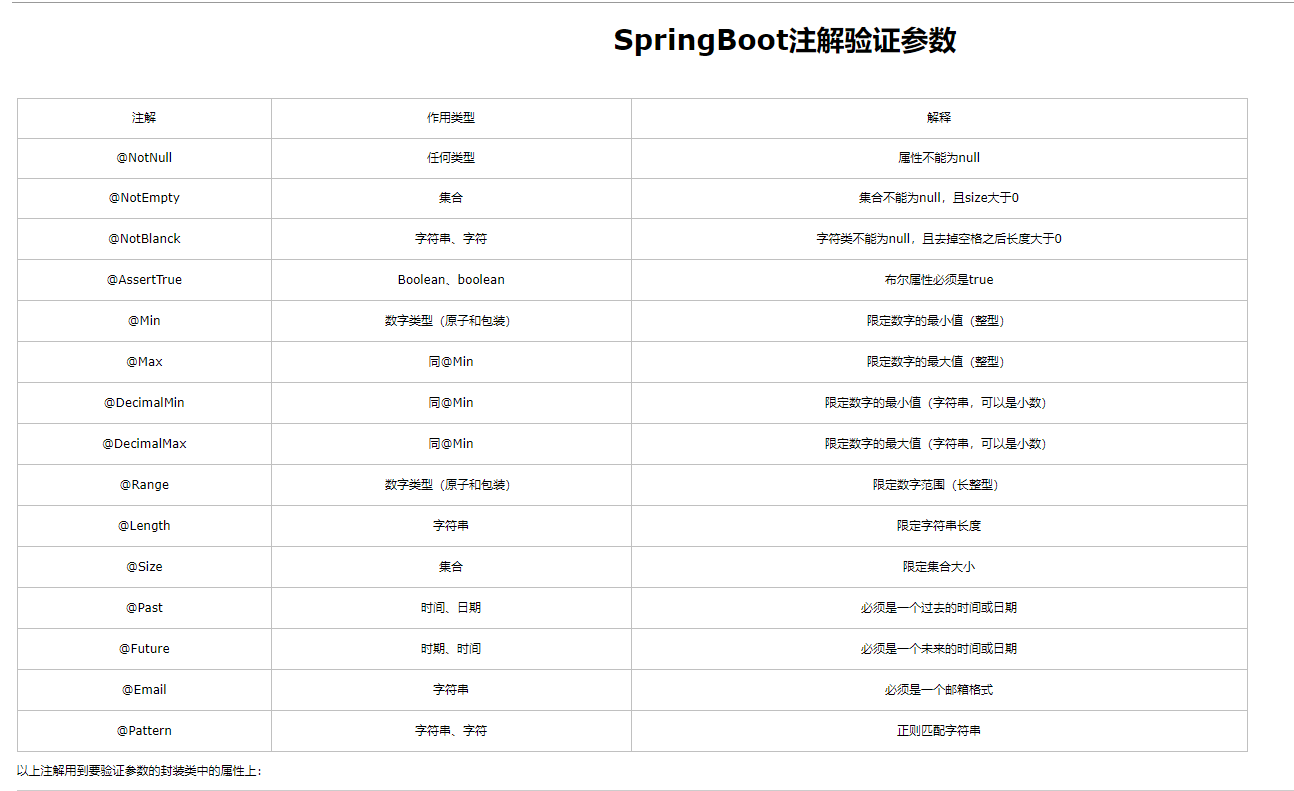 SpringBoot注解验证参数
注解 作用类型 解释
@NotNull 任何类型 属性不能为null
@NotEmpty 集合 集合不能为null，且size大于0
@NotBlanck 字符串、字符 字符类不能为null，且去掉空格之后长度大于0
@AssertTrue Boolean、boolean 布尔属性必须是true
@Min 数字类型（原子和包装） 限定数字的最小值（整型）
@Max 同@Min 限定数字的最大值（整型）
@DecimalMin 同@Min 限定数字的最小值（字符串，可以是小数）
@DecimalMax 同@Min 限定数字的最大值（字符串，可以是小数）
@Range 数字类型（原子和包装） 限定数字范围（长整型）
@Length 字符串 限定字符串长度
@Size 集合 限定集合大小
@Past 时间、日期 必须是一个过去的时间或日期
@Future 时期、时间 必须是一个未来的时间或日期
@Email 字符串 必须是一个邮箱格式
@Pattern 字符串、字符 正则匹配字符串
以上注解用到要验证参数的封装类中的属性上：